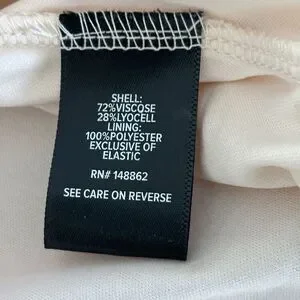 SHELL:
72%VISCOSE
28%LYOCELL
LINING:
100%POLYESTER
EXCLUSIVE OF
ELASTIC
RN# 148862
SEE CARE ON REVERSE